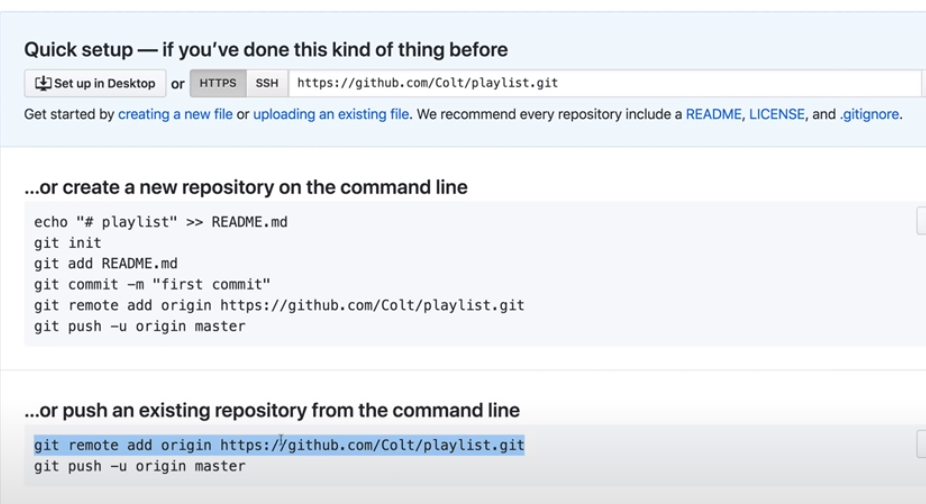 Quick setup — if you've done this kind of thing before
Set up in Desktop or HTTPS SSH https://github.com/Colt/playlist.git
Get started by creating a new file or uploading an existing file. We recommend every repository include a README, LICENSE, and .gitignore.
...or create a new repository on the command line
echo "# playlist" >> README.md
git init
git add README.md
git commit -m "first commit"
git remote add origin https://github.com/Colt/playlist.git
git push -u origin master
...or push an existing repository from the command line
git remote add origin https://github.com/Colt/playlist.git
git push -u origin master